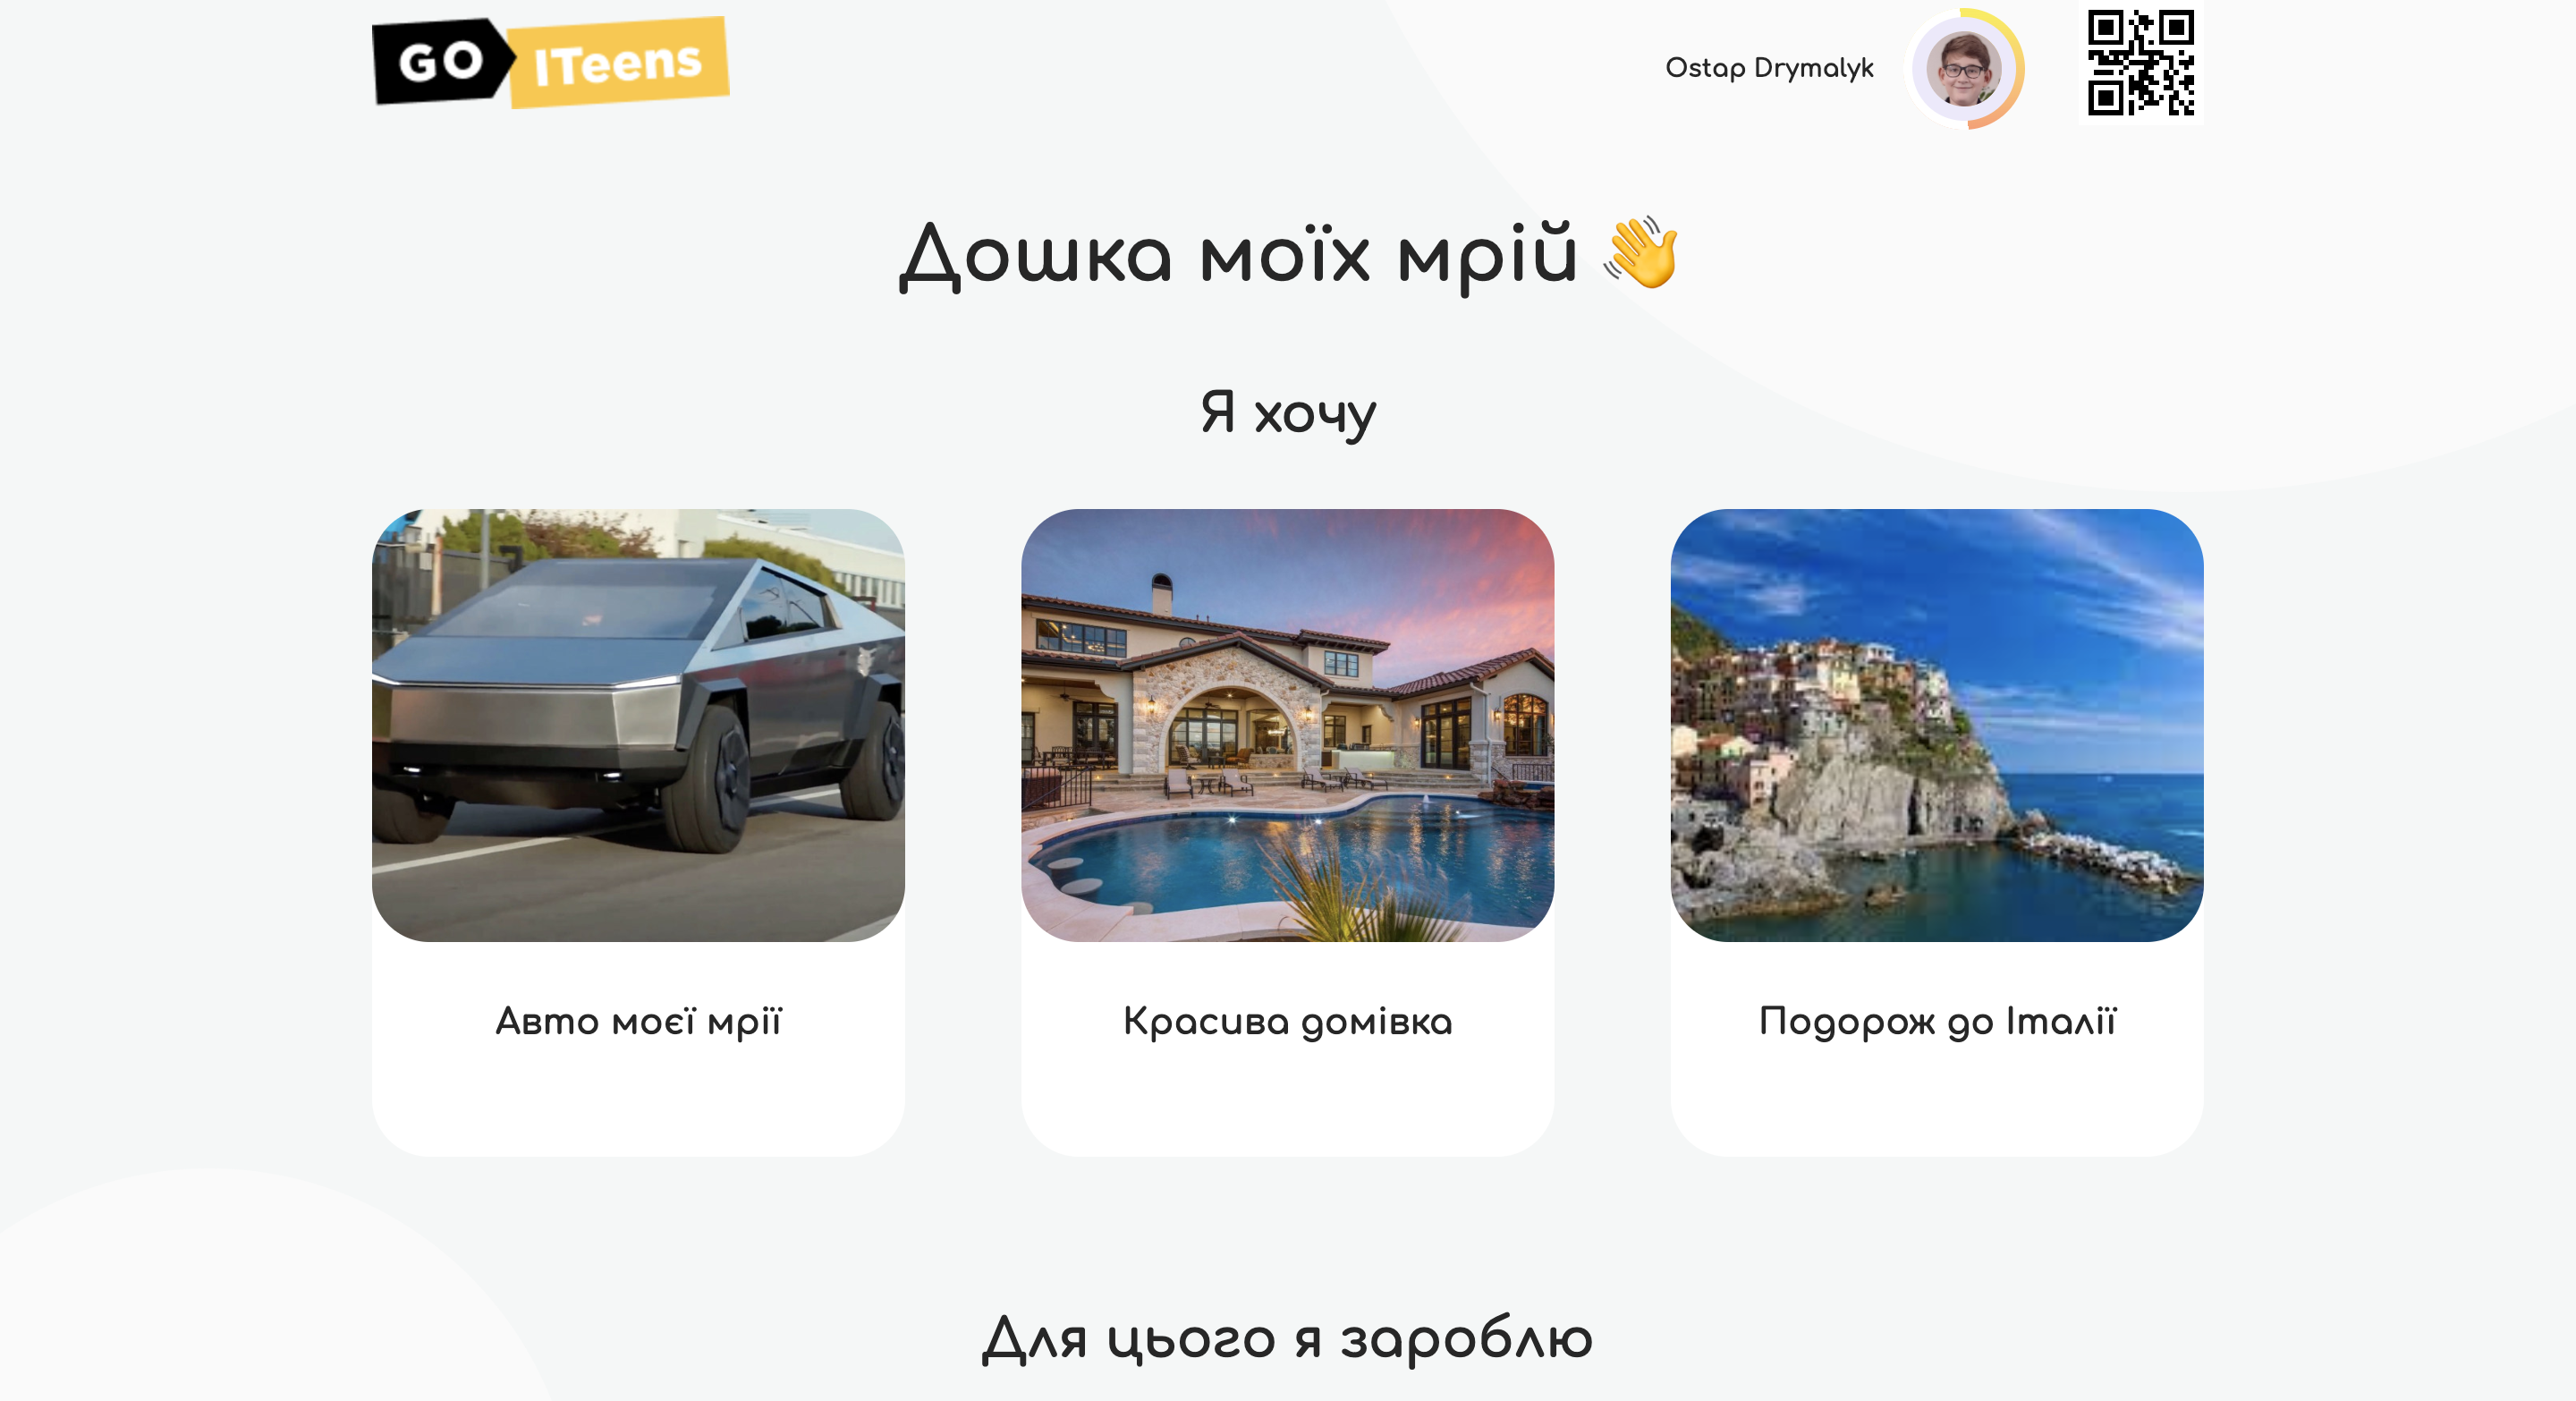 GO ITeens
Ostap Drymalyk
Дошка моїх мрій 👋
Я хочу
Авто моєї мрії
Красива домівка
Подорож до Італії
Для цього я зароблю